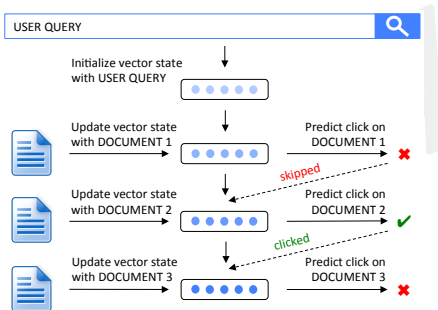 USER QUERY
Initialize vector state
with USER QUERY
Update vector state
with DOCUMENT 1
Predict click on
DOCUMENT 1
skipped
Update vector state
with DOCUMENT 2
Predict click on
DOCUMENT 2
clicked
Update vector state
with DOCUMENT 3
Predict click on
DOCUMENT 3